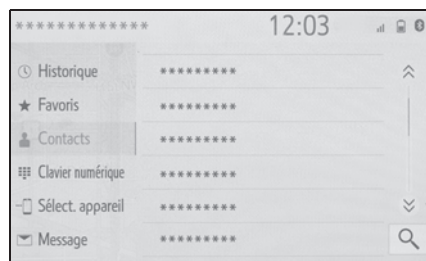 ************* 12:03
Historique *********
Favoris *********
Contacts *********
Clavier numérique *********
Sélect. appareil *********
Message *********